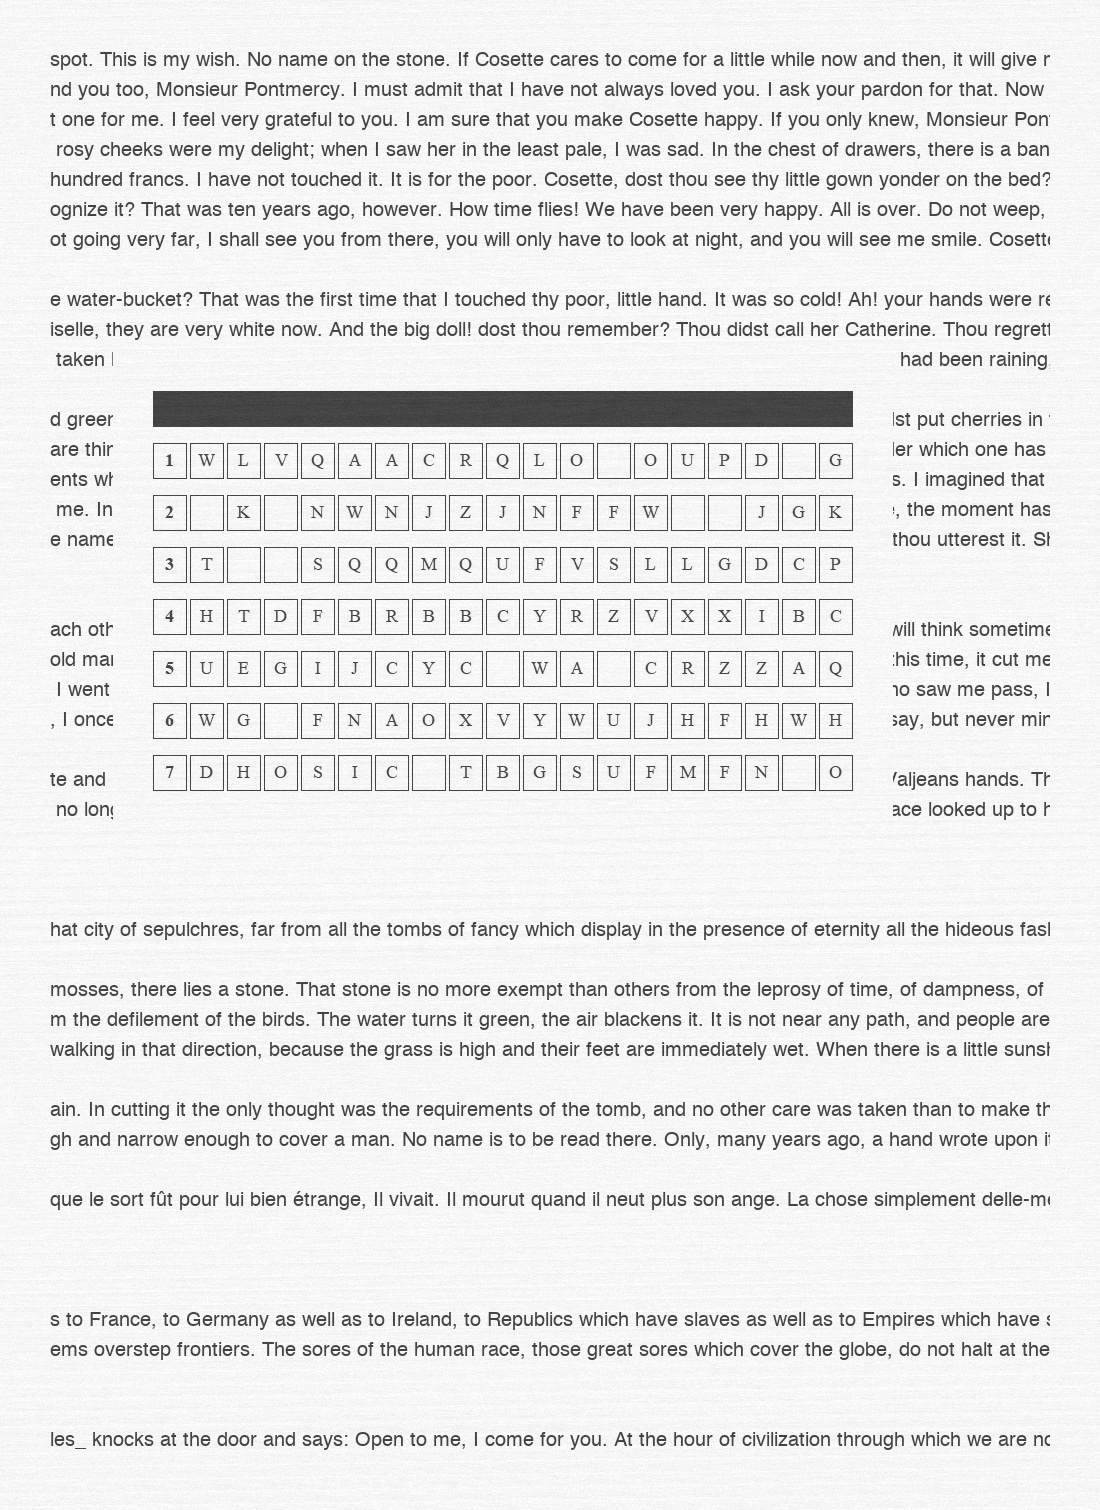 spot. This is my wish. No name on the stone. If Cosette cares to come for a little while now and then, it will give
nd you too, Monsieur Pontmercy. I must admit that I have not always loved you. I ask your pardon for that. Now
t one for me. I feel very grateful to you. I am sure that you make Cosette happy. If you only knew, Monsieur Pon
rosy cheeks were my delight; when I saw her in the least pale, I was sad. In the chest of drawers, there is a ban
hundred francs. I have not touched it. It is for the poor. Cosette, dost thou see thy little gown yonder on the bed?
ognize it? That was ten years ago, however. How time flies! We have been very happy. All is over. Do not weep,
ot going very far, I shall see you from there, you will only have to look at night, and you will see me smile. Cosette
e water-bucket? That was the first time that I touched thy poor, little hand. It was so cold! Ah! your hands were re
iselle, they are very white now. And the big doll! dost thou remember? Thou didst call her Catherine. Thou regrett
taken had been raining
d green lst put cherries in
are thin der which one has
ents wh s. I imagined that
me. In , the moment has
e name thou utterest it. Sh
1 W L V Q A A C R Q L O O U P D G
2 K N W N J Z J N F F W J G K
3 T S Q Q M Q U F V S L L G D C P
4 H T D F B R B B C Y R Z V X X I B C
5 U E G I J C Y C W A C R Z Z A Q
6 W G F N A O X V Y W U J H F H W H
7 D H O S I C T B G S U F M F N O
ach oth will think sometime
old man this time, it cut me
I went ho saw me pass, I
, I once say, but never min
te and Valjeans hands. Th
no long ace looked up to h
hat city of sepulchres, far from all the tombs of fancy which display in the presence of eternity all the hideous fash
mosses, there lies a stone. That stone is no more exempt than others from the leprosy of time, of dampness, of
m the defilement of the birds. The water turns it green, the air blackens it. It is not near any path, and people are
walking in that direction, because the grass is high and their feet are immediately wet. When there is a little sunsh
ain. In cutting it the only thought was the requirements of the tomb, and no other care was taken than to make th
gh and narrow enough to cover a man. No name is to be read there. Only, many years ago, a hand wrote upon it
que le sort fût pour lui bien étrange, Il vivait. Il mourut quand il neut plus son ange. La chose simplement delle-me
s to France, to Germany as well as to Ireland, to Republics which have slaves as well as to Empires which have s
ems overstep frontiers. The sores of the human race, those great sores which cover the globe, do not halt at the
les_ knocks at the door and says: Open to me, I come for you. At the hour of civilization through which we are no